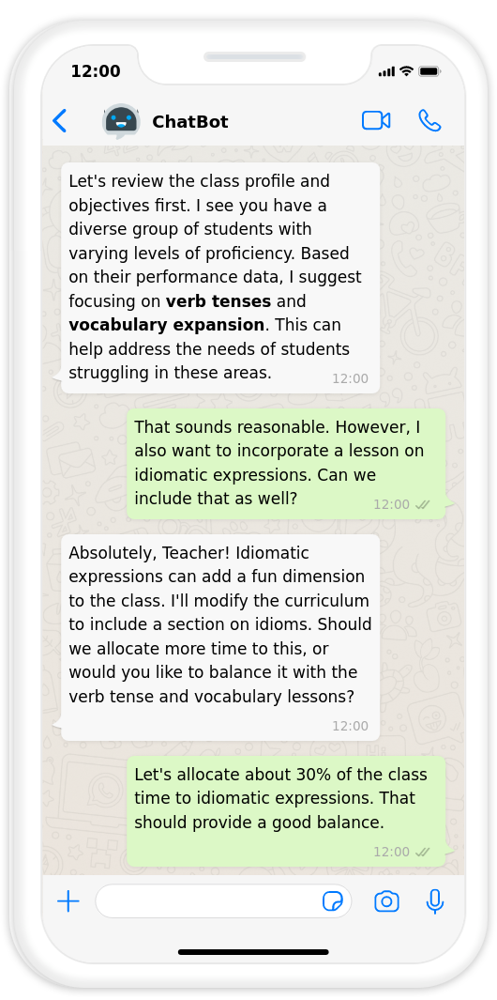 12:00
ChatBot
Let's review the class profile and
objectives first. I see you have a
diverse group of students with
varying levels of proficiency. Based
on their performance data, I suggest
focusing on verb tenses and
vocabulary expansion. This can
help address the needs of students
struggling in these areas.
12:00
That sounds reasonable. However, I
also want to incorporate a lesson on
idiomatic expressions. Can we
include that as well?
12:00
Absolutely, Teacher! Idiomatic
expressions can add a fun dimension
to the class. I'll modify the curriculum
to include a section on idioms. Should
we allocate more time to this, or
would you like to balance it with the
verb tense and vocabulary lessons?
12:00
Let's allocate about 30% of the class
time to idiomatic expressions. That
should provide a good balance.
12:00